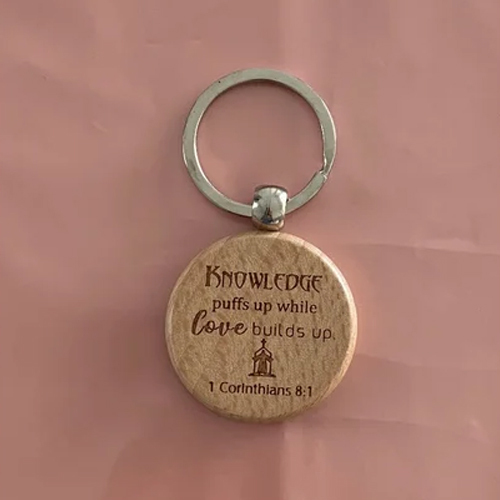 KNOWLEDGE
puffs up while
love builds up.
1 Corinthians 8:1